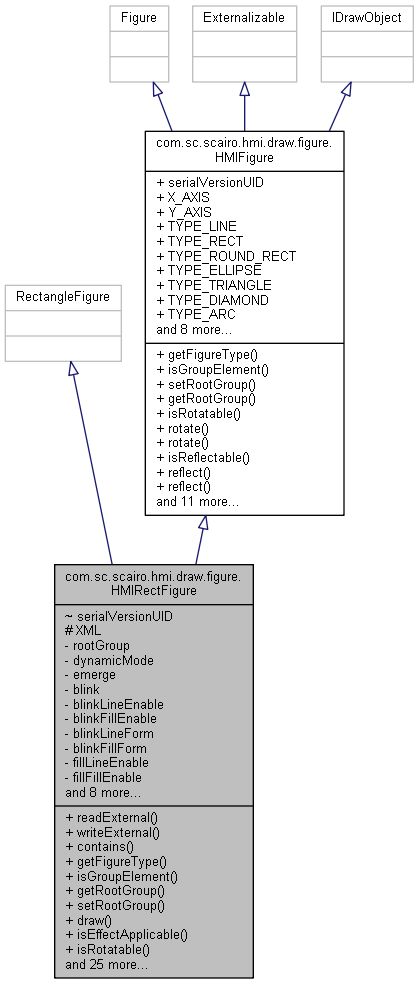 Figure
Externalizable
IDrawObject
com.sc.scairo.hmi.draw.figure.
HMIFigure
+ serialVersionUID
+ X_AXIS
+ Y_AXIS
+ TYPE_LINE
+ TYPE_RECT
+ TYPE_ROUND_RECT
+ TYPE_ELLIPSE
+ TYPE_TRIANGLE
+ TYPE_DIAMOND
+ TYPE_ARC
and 8 more...
+ getFigureType()
+ isGroupElement()
+ setRootGroup()
+ getRootGroup()
+ isRotatable()
+ rotate()
+ rotate()
+ isReflectable()
+ reflect()
+ reflect()
and 11 more...
RectangleFigure
com.sc.scairo.hmi.draw.figure.
HMIRectFigure
~ serialVersionUID
# XML
- rootGroup
- dynamicMode
- emerge
- blink
- blinkLineEnable
- blinkFillEnable
- blinkLineForm
- blinkFillForm
- fillLineEnable
- fillFillEnable
and 8 more...
+ readExternal()
+ writeExternal()
+ contains()
+ getFigureType()
+ isGroupElement()
+ getRootGroup()
+ setRootGroup()
+ draw()
+ isEffectApplicable()
+ isRotatable()
and 25 more...